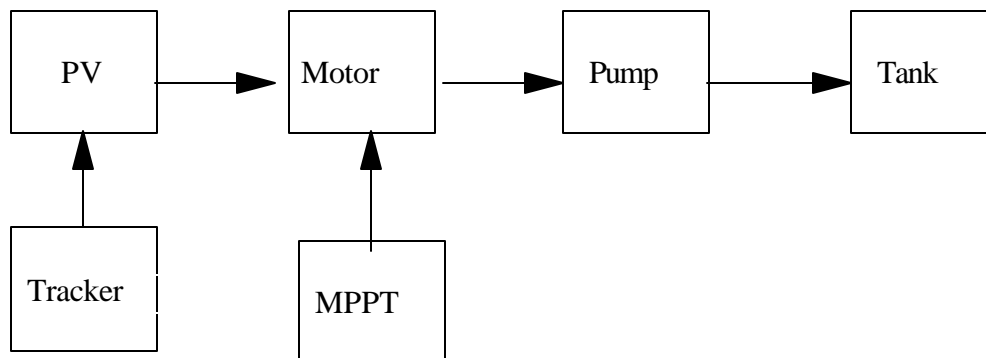 PV
Motor
Pump
Tank
Tracker
MPPT